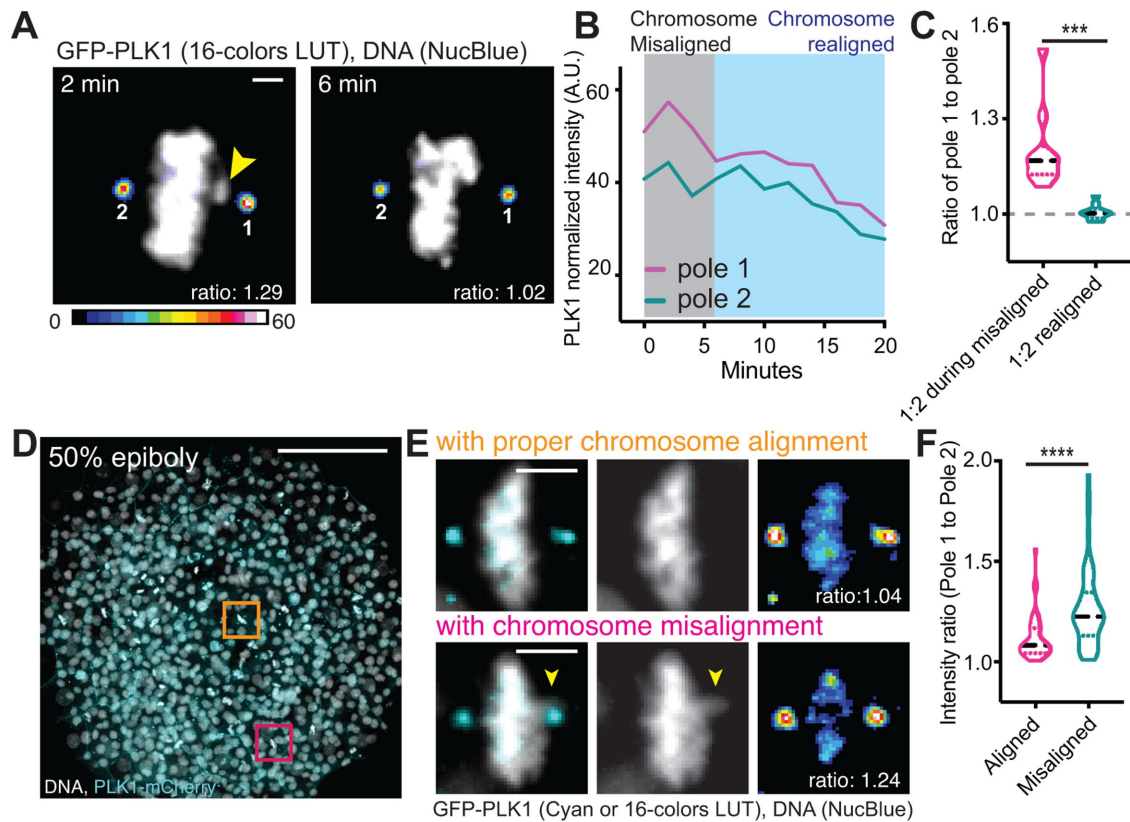 A
GFP-PLK1 (16-colors LUT), DNA (NucBlue)
2 min
2
1
ratio: 1.29
6 min
2
1
ratio: 1.02
0
60
B
Chromosome
Misaligned
Chromosome
realigned
PLK1 normalized intensity (A.U.)
60
40
20
pole 1
pole 2
0
5
10
15
20
Minutes
C
Ratio of pole 1 to pole 2
1.6
1.3
1.0
***
1:2 during misaligned
1:2 realigned
D
50% epiboly
DNA, PLK1-mCherry
E
with proper chromosome alignment
ratio:1.04
with chromosome misalignment
ratio: 1.24
GFP-PLK1 (Cyan or 16-colors LUT), DNA (NucBlue)
F
Intensity ratio (Pole 1 to Pole 2)
2.0
1.5
1.0
****
Aligned
Misaligned